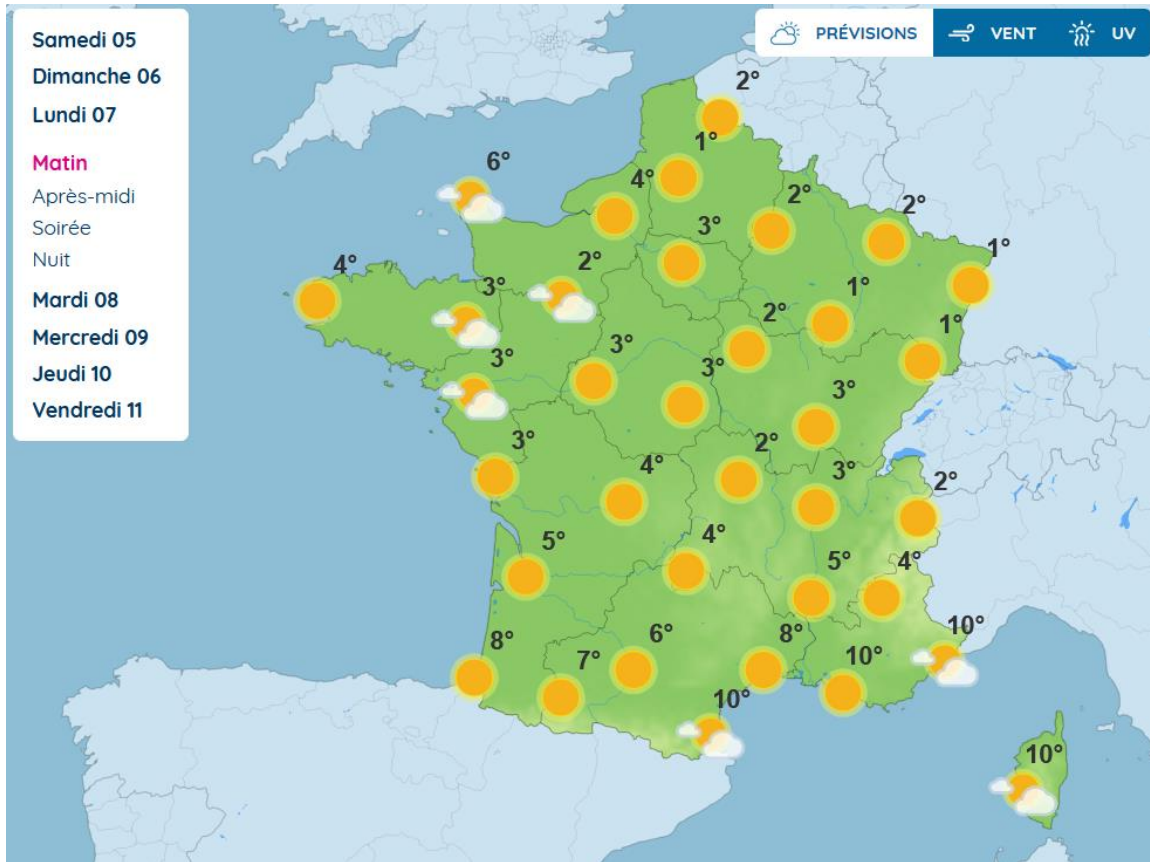 Samedi 05
Dimanche 06
Lundi 07
Matin
Après-midi
Soirée
Nuit
Mardi 08
Mercredi 09
Jeudi 10
Vendredi 11
PRÉVISIONS VENT UV
2°
1°
6°
4°
2°
2°
3°
1°
4°
2°
3°
1°
2°
1°
3°
3°
3°
3°
3°
4°
2°
3°
2°
5°
4°
5°
4°
8°
7°
6°
8°
10°
10°
10°
10°